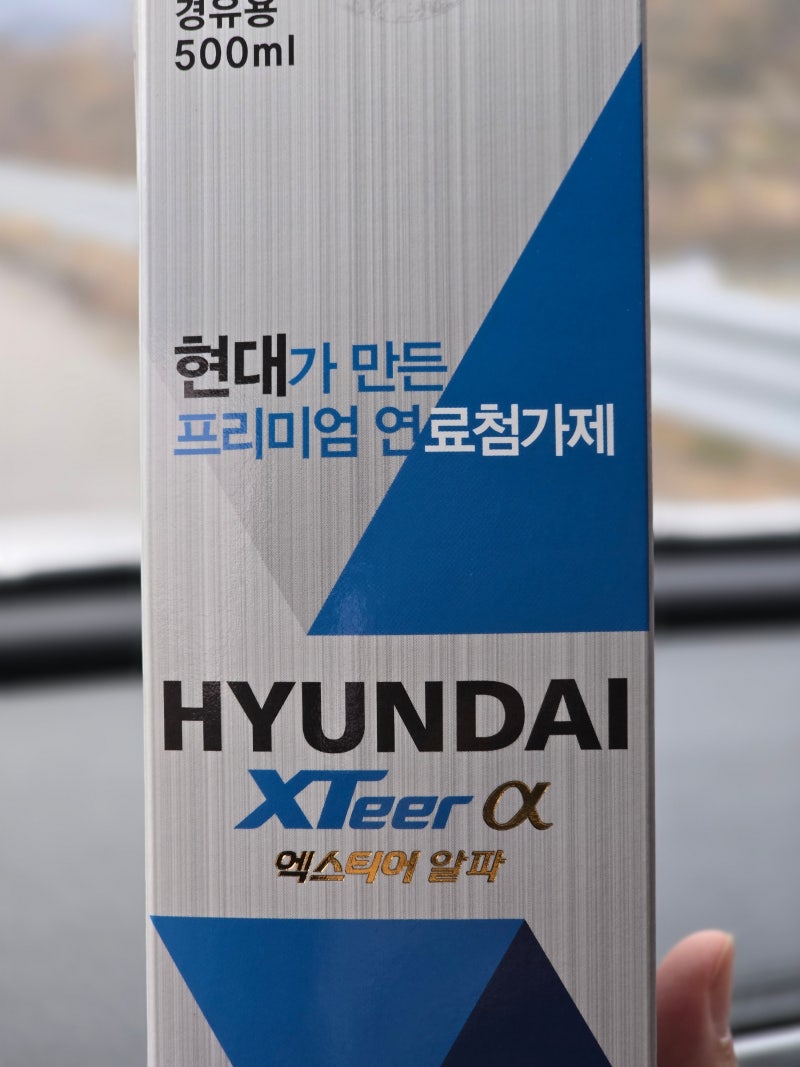 경유용
500ml
현대가 만든
프리미엄 연료첨가제
HYUNDAI
XTeer α
엑스티어 알파